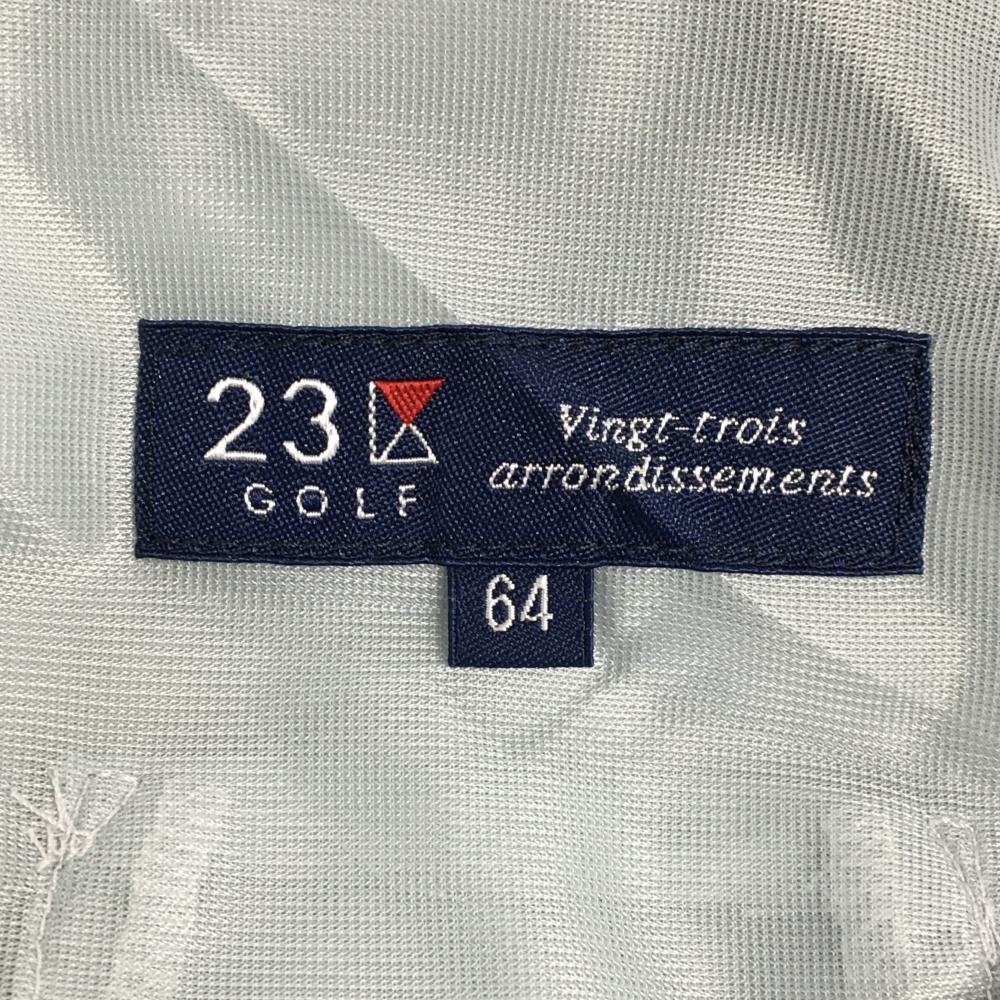 23
GOLF
Vingt-trois
arrondissements
64